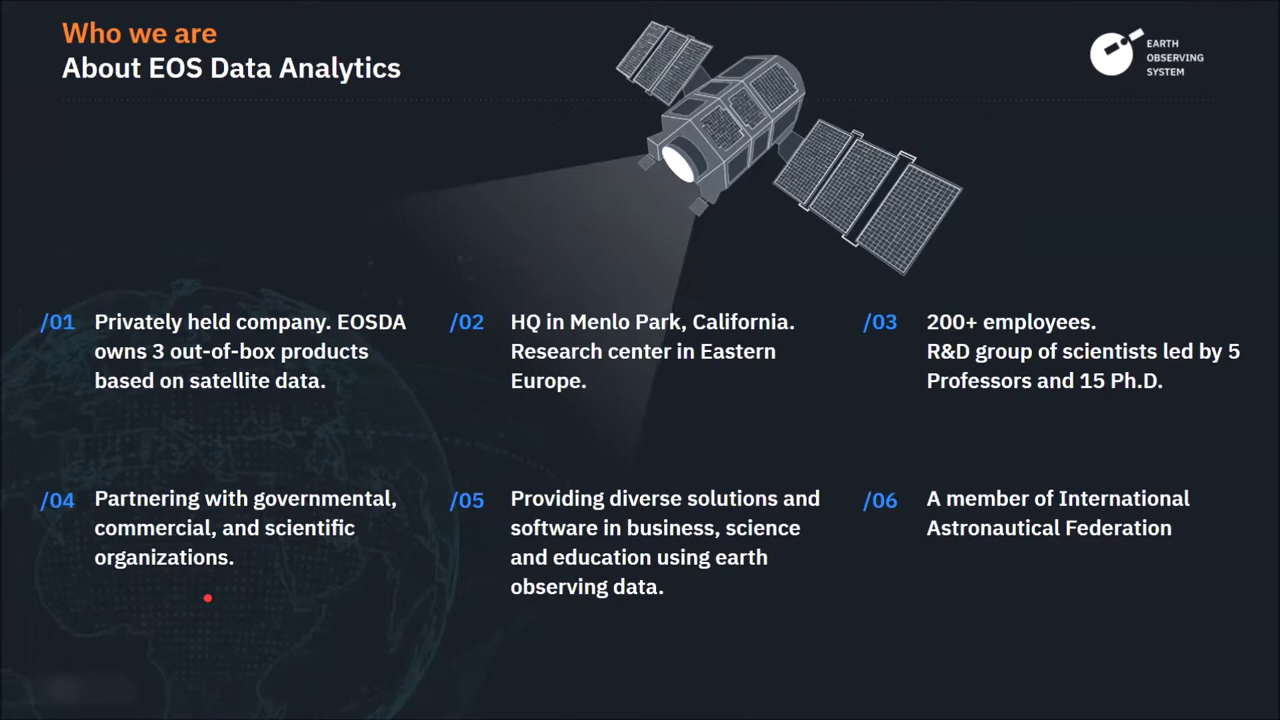 Who we are
About EOS Data Analytics
EARTH
OBSERVING
SYSTEM
/01
Privately held company. EOSDA
owns 3 out-of-box products
based on satellite data.
/02
HQ in Menlo Park, California.
Research center in Eastern
Europe.
/03
200+ employees.
R&D group of scientists led by 5
Professors and 15 Ph.D.
/04
Partnering with governmental,
commercial, and scientific
organizations.
/05
Providing diverse solutions and
software in business, science
and education using earth
observing data.
/06
A member of International
Astronautical Federation